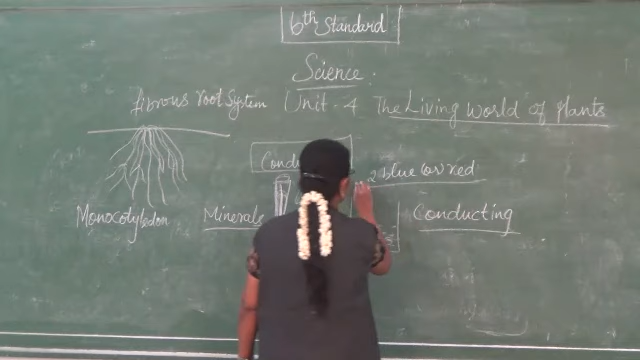 6th Standard
Science.
fibrous root System Unit - 4 The Living World of plants
blue (or) red
Monocotyledon Minerals Conducting